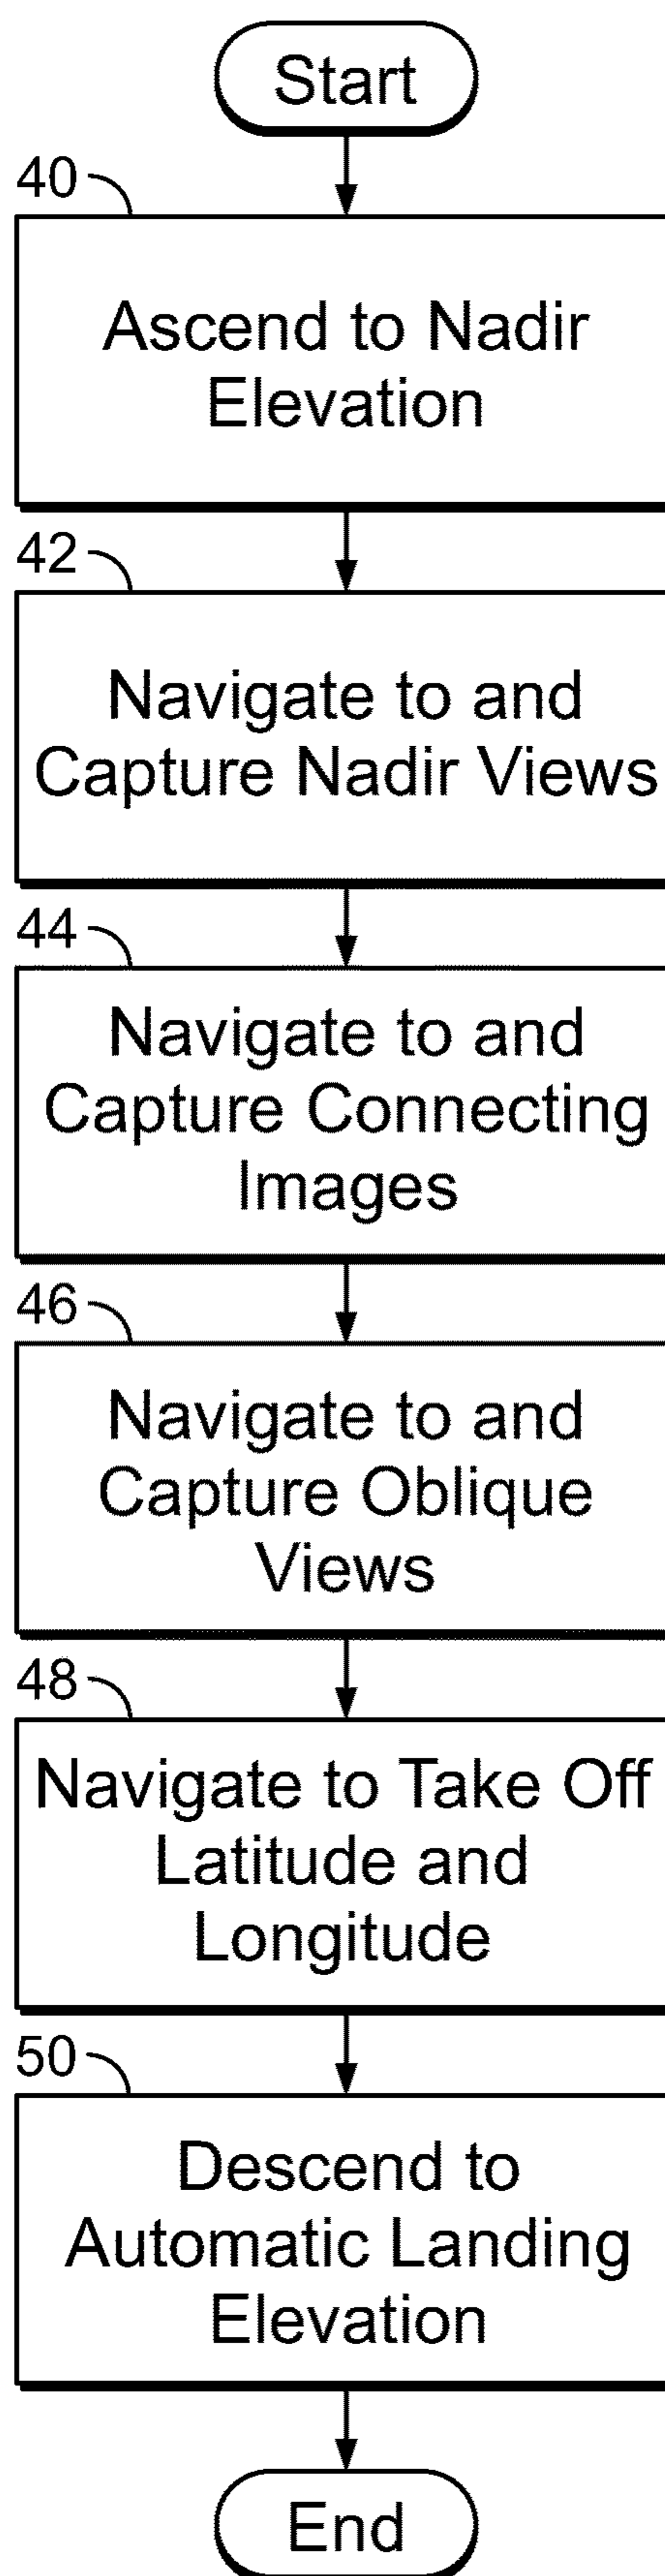 Start
40
Ascend to Nadir
Elevation
42
Navigate to and
Capture Nadir Views
44
Navigate to and
Capture Connecting
Images
46
Navigate to and
Capture Oblique
Views
48
Navigate to Take Off
Latitude and
Longitude
50
Descend to
Automatic Landing
Elevation
End